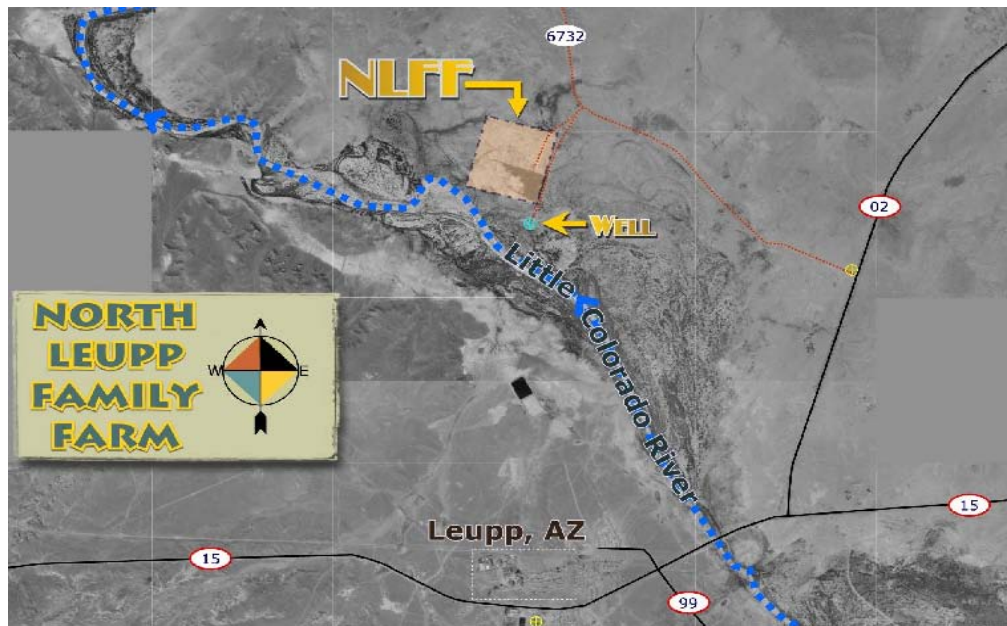 6732
NLFF
02
WELL
Little Colorado River
NORTH
LEUPP
FAMILY
FARM
W E
15
Leupp, AZ
15
99